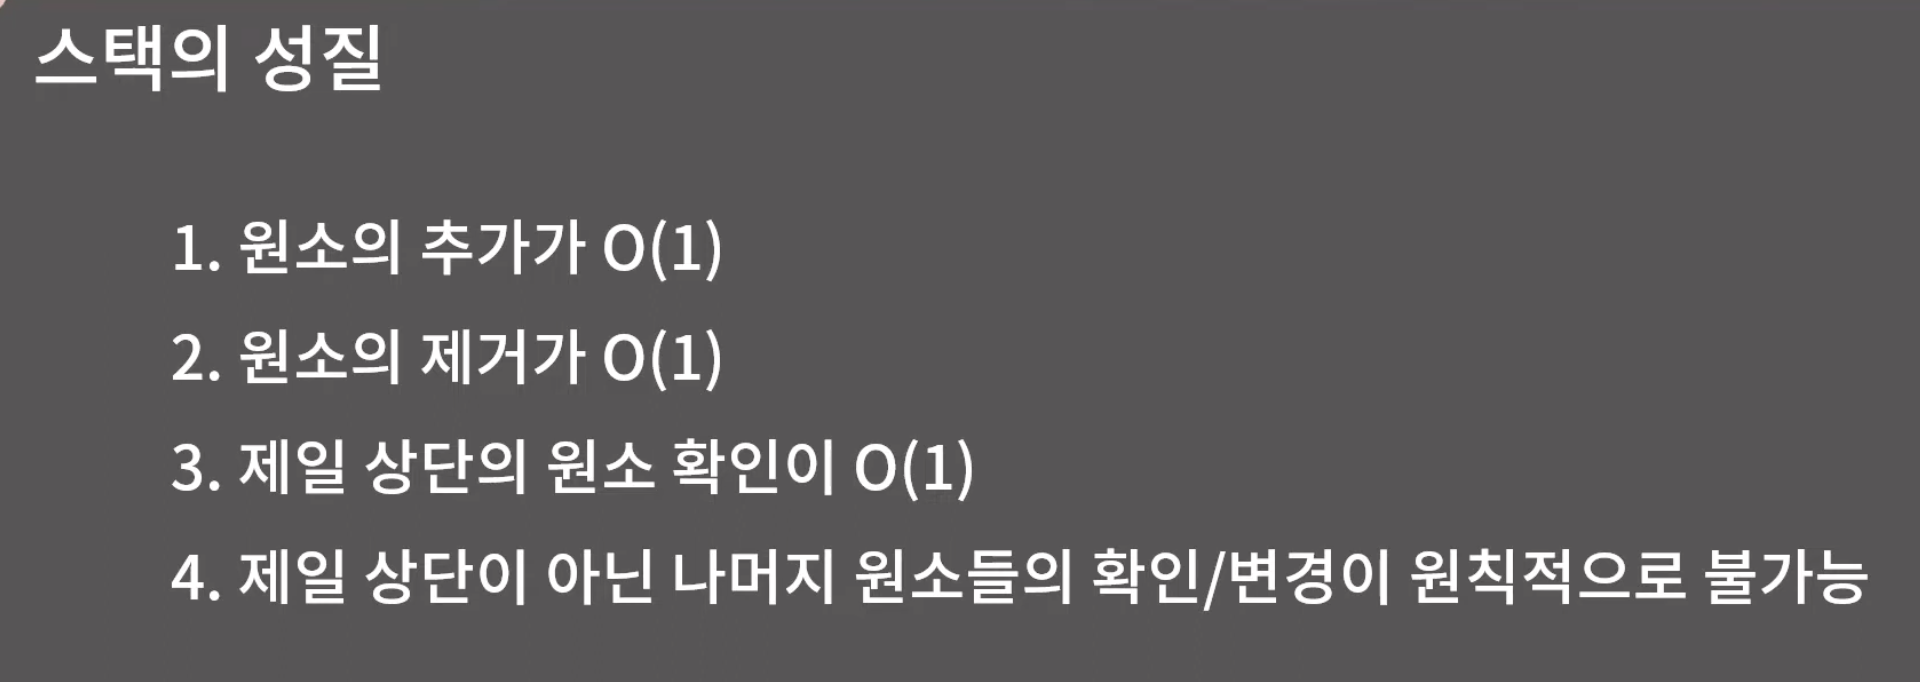 스택의 성질
1. 원소의 추가가 O(1)
2. 원소의 제거가 O(1)
3. 제일 상단의 원소 확인이 O(1)
4. 제일 상단이 아닌 나머지 원소들의 확인/변경이 원칙적으로 불가능